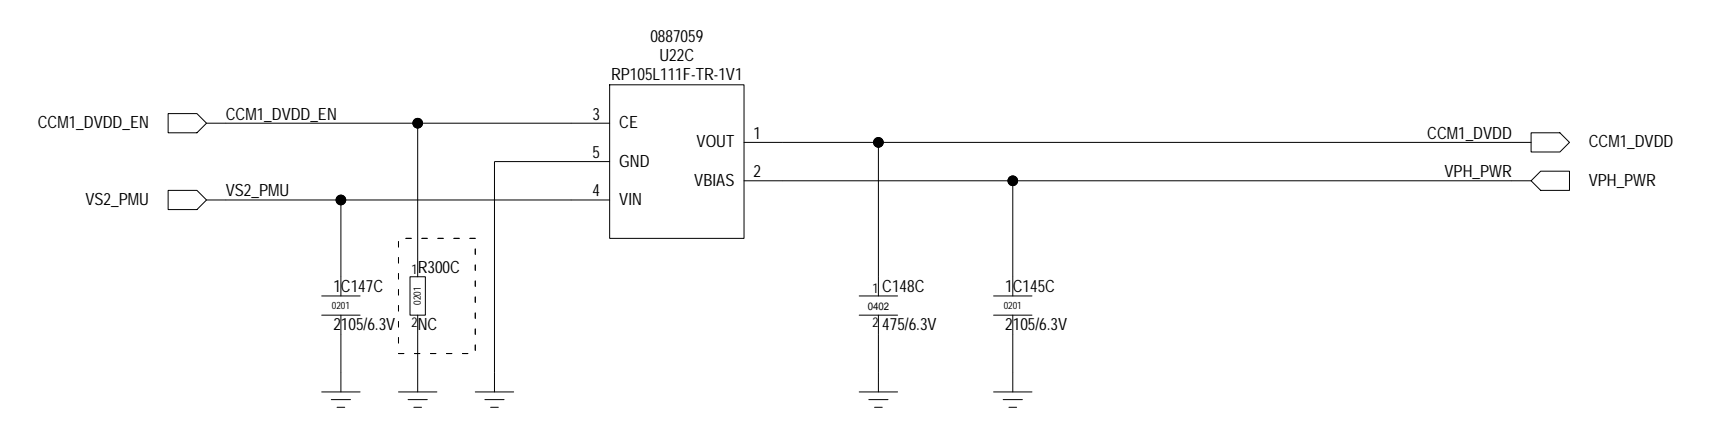 0887059
U22C
RP105L111F-TR-1V1
CCM1_DVDD_EN
CCM1_DVDD_EN
3
CE
5
GND
VS2_PMU
VS2_PMU
4
VIN
VOUT
1
CCM1_DVDD
CCM1_DVDD
VBIAS
2
VPH_PWR
VPH_PWR
1 R300C
0201
2 NC
1 C147C
0201
2 105/6.3V
1 C148C
0402
2 475/6.3V
1 C145C
0201
2 105/6.3V